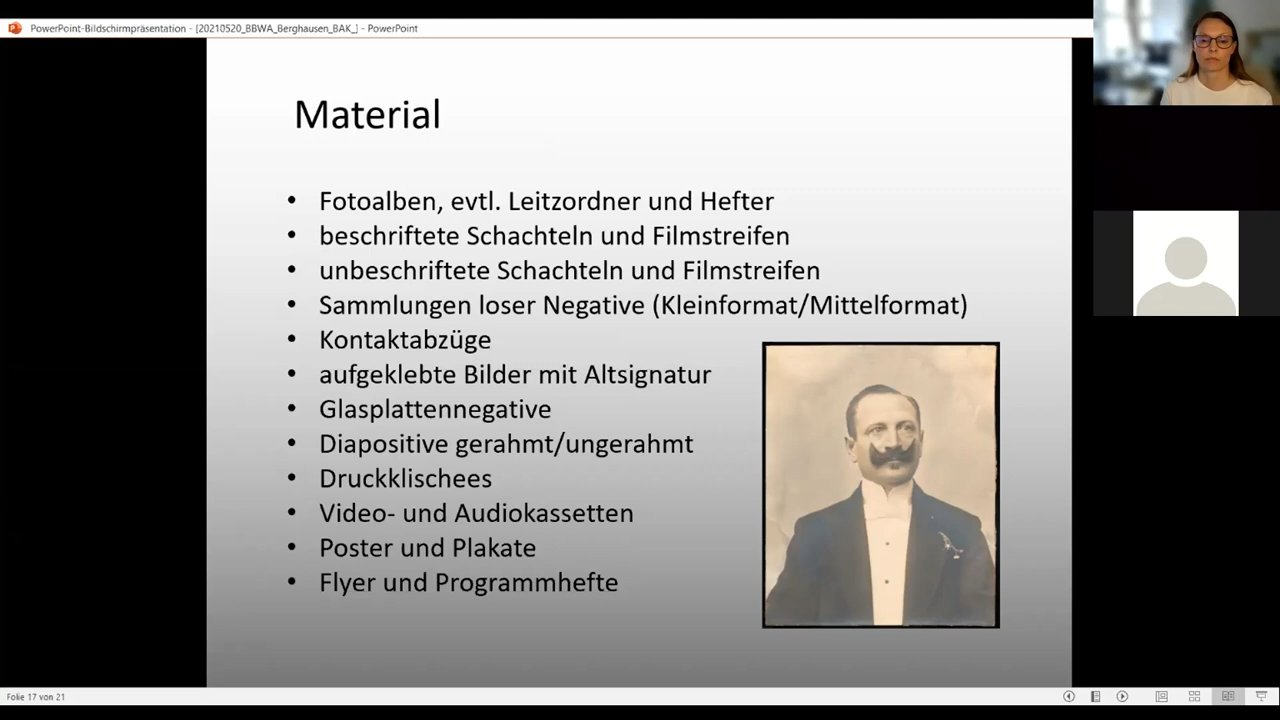 PowerPoint-Bildschirmpräsentation - [20210520_BBWA_Berghausen_BAK_] - PowerPoint
Material
• Fotoalben, evtl. Leitzordner und Hefter
• beschriftete Schachteln und Filmstreifen
• unbeschriftete Schachteln und Filmstreifen
• Sammlungen loser Negative (Kleinformat/Mittelformat)
• Kontaktabzüge
• aufgeklebte Bilder mit Altsignatur
• Glasplattennegative
• Diapositive gerahmt/ungerahmt
• Druckklischees
• Video- und Audiokassetten
• Poster und Plakate
• Flyer und Programmhefte
Folie 17 von 21